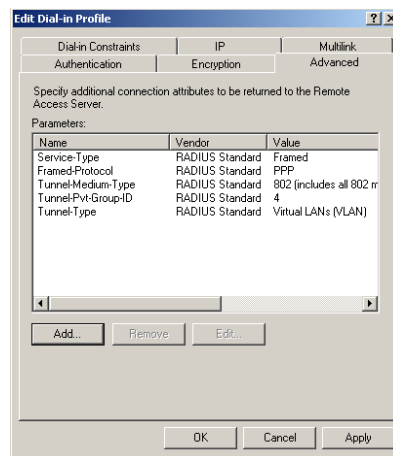 Edit Dial-in Profile
Dial-in Constraints IP Multilink
Authentication Encryption Advanced
Specify additional connection attributes to be returned to the Remote
Access Server.
Parameters:
Name Vendor Value
Service-Type RADIUS Standard Framed
Framed-Protocol RADIUS Standard PPP
Tunnel-Medium-Type RADIUS Standard 802 (includes all 802 m
Tunnel-Pvt-Group-ID RADIUS Standard 4
Tunnel-Type RADIUS Standard Virtual LANs (VLAN)
Add... Remove Edit...
OK Cancel Apply